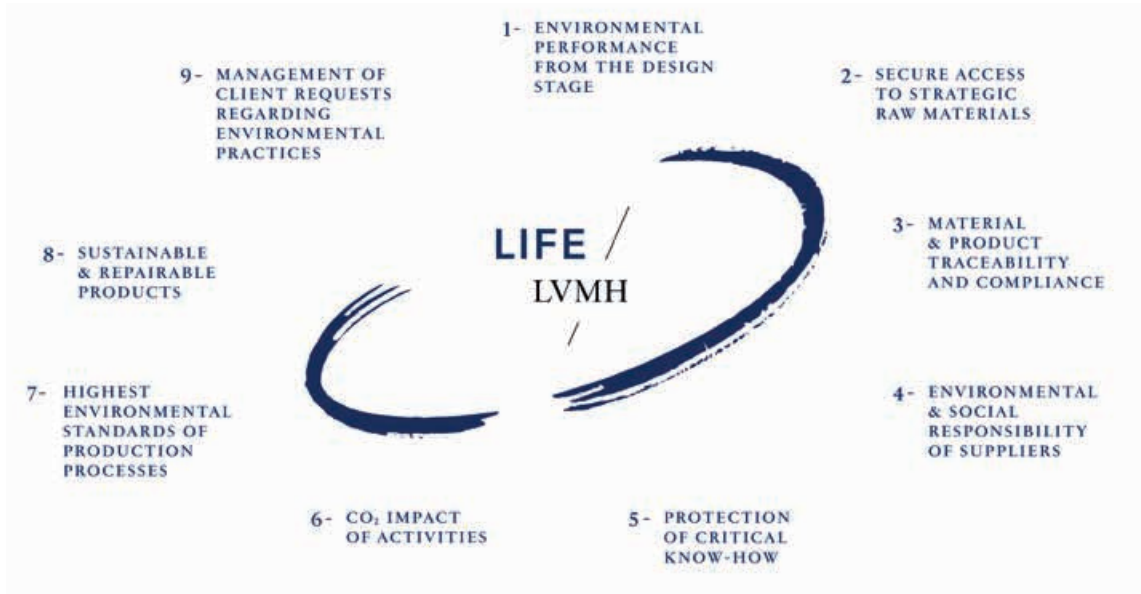 1- ENVIRONMENTAL
PERFORMANCE
FROM THE DESIGN
STAGE
2- SECURE ACCESS
TO STRATEGIC
RAW MATERIALS
3- MATERIAL
& PRODUCT
TRACEABILITY
AND COMPLIANCE
4- ENVIRONMENTAL
& SOCIAL
RESPONSIBILITY
OF SUPPLIERS
5- PROTECTION
OF CRITICAL
KNOW-HOW
6- CO₂ IMPACT
OF ACTIVITIES
7- HIGHEST
ENVIRONMENTAL
STANDARDS OF
PRODUCTION
PROCESSES
8- SUSTAINABLE
& REPAIRABLE
PRODUCTS
9- MANAGEMENT OF
CLIENT REQUESTS
REGARDING
ENVIRONMENTAL
PRACTICES
LIFE /
LVMH
/